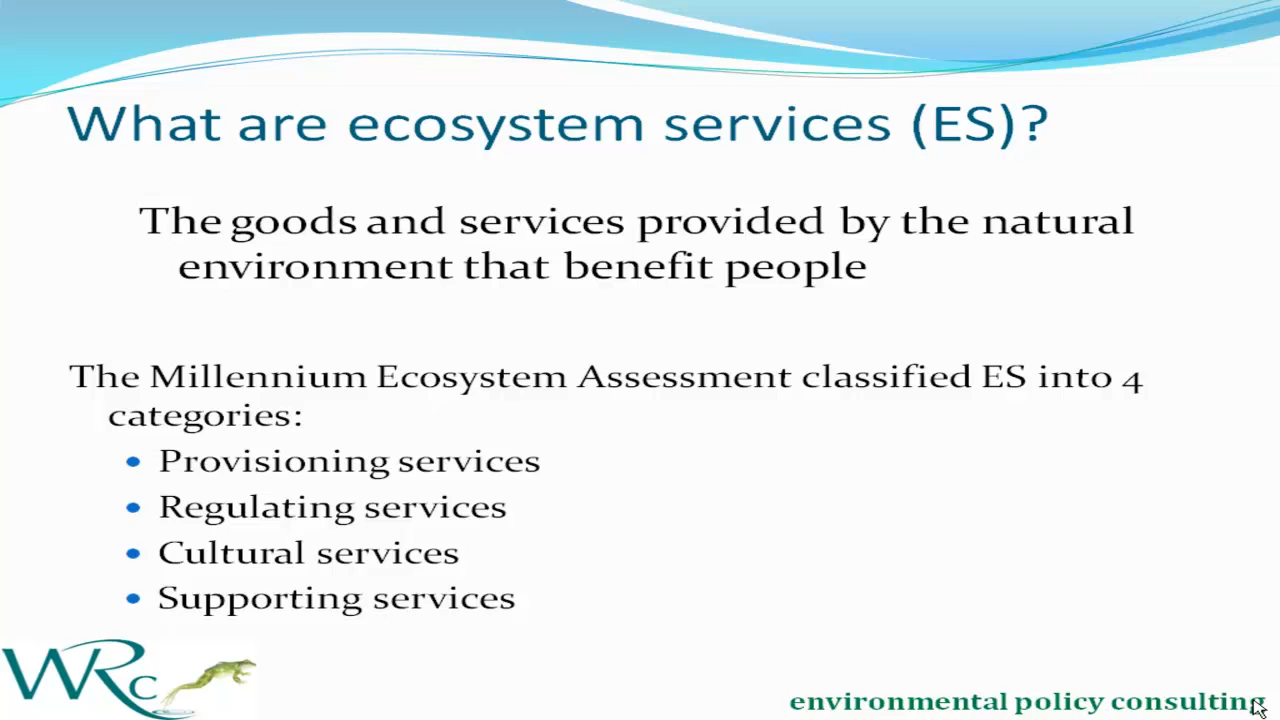 What are ecosystem services (ES)?
The goods and services provided by the natural
environment that benefit people
The Millennium Ecosystem Assessment classified ES into 4
categories:
• Provisioning services
• Regulating services
• Cultural services
• Supporting services
WRc
environmental policy consulting